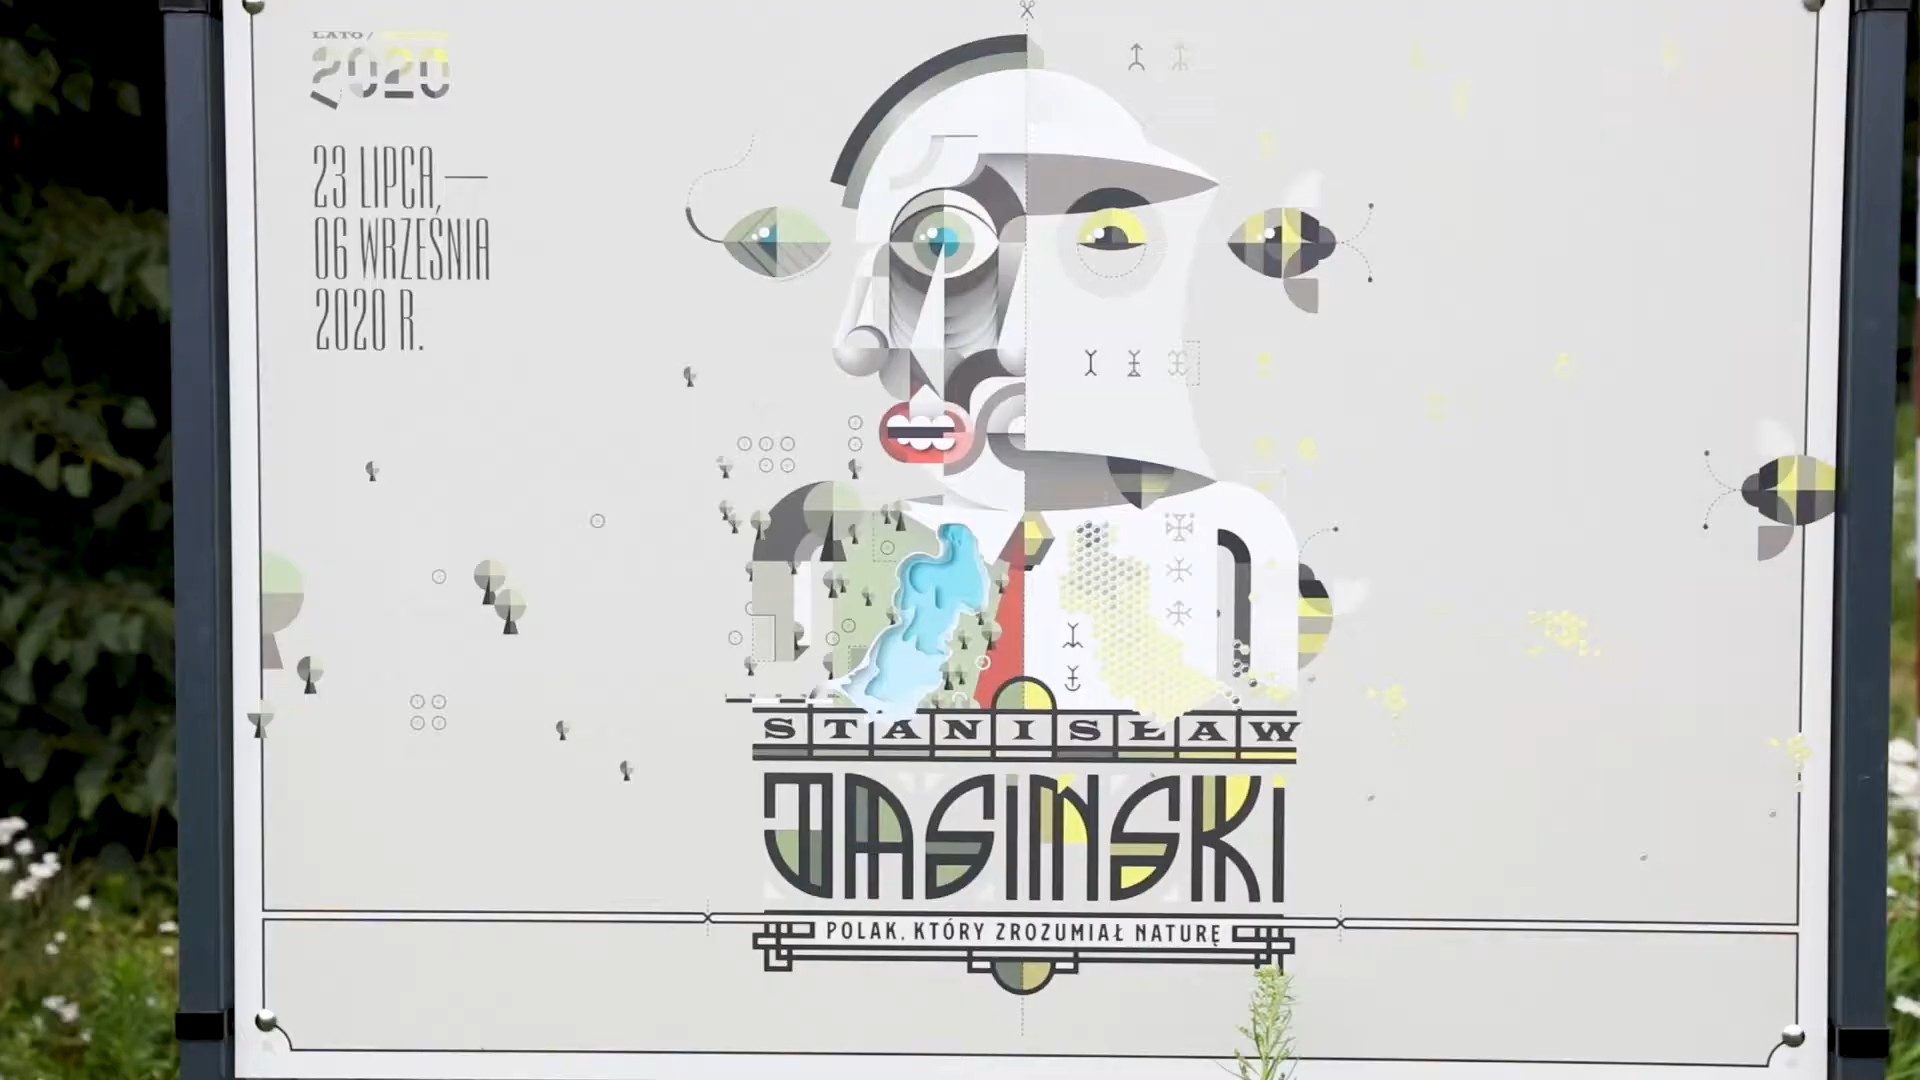 LATO /
2020
23 LIPCA, —
06 WRZEŚNIA
2020 R.
STANISŁAW
JASIŃSKI
POLAK, KTÓRY ZROZUMIAŁ NATURĘ